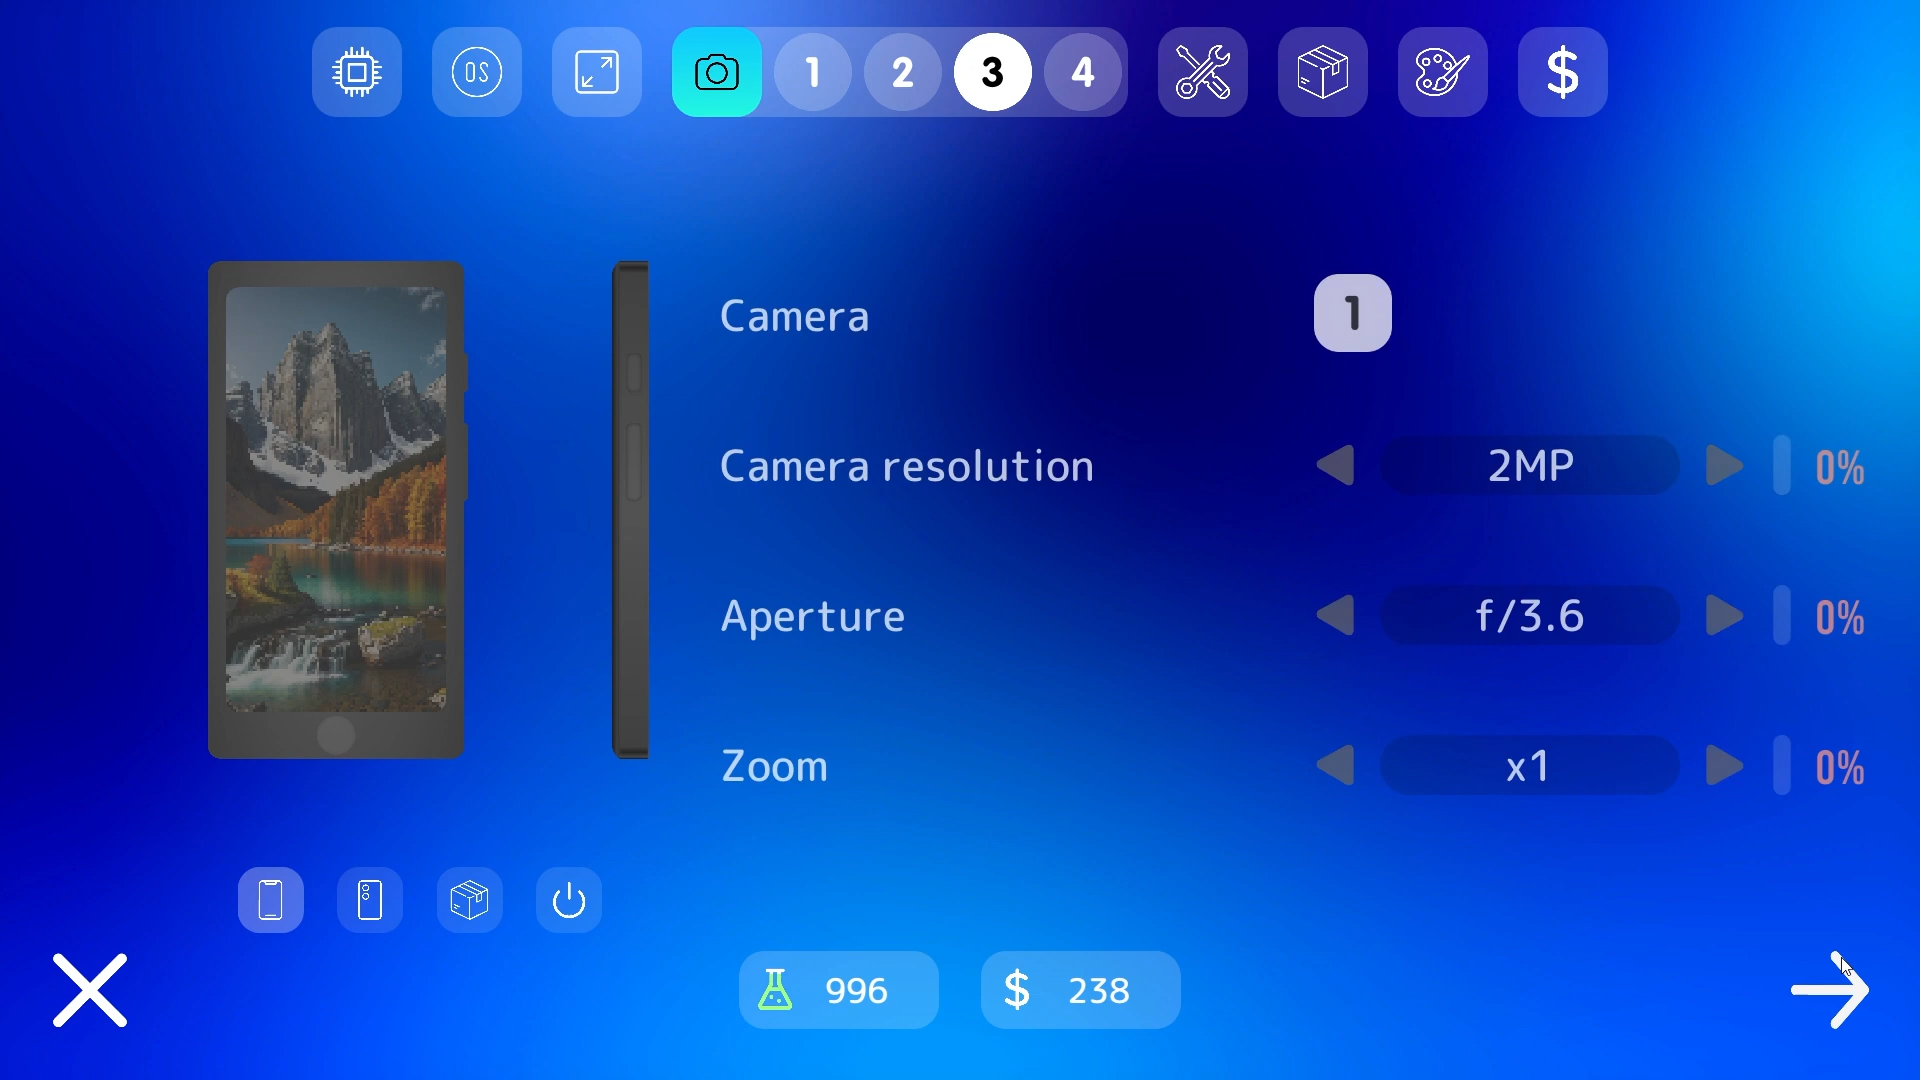 OS 1 2 3 4 $
Camera 1
Camera resolution 2MP 0%
Aperture f/3.6 0%
Zoom x1 0%
996 $ 238